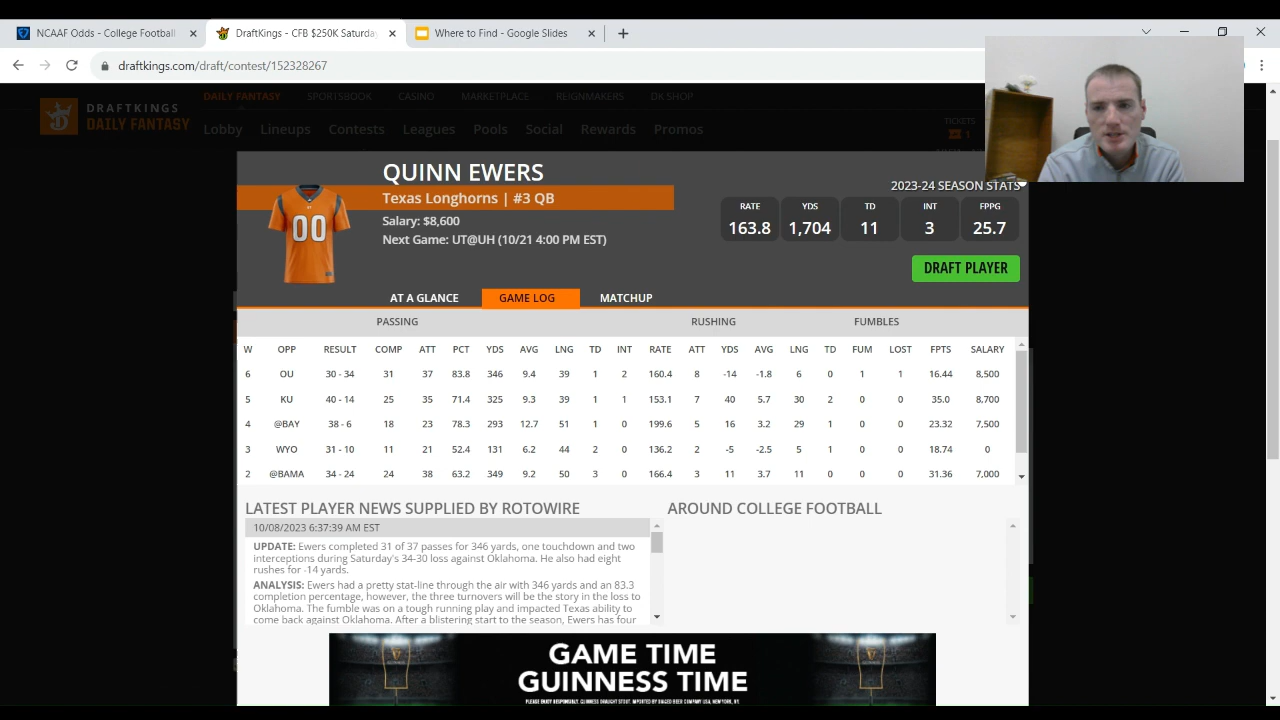 NCAAF Odds - College Football
DraftKings - CFB $250K Saturda
Where to Find - Google Slides
draftkings.com/draft/contest/152328267
DRAFTKINGS
DAILY FANTASY
DAILY FANTASY SPORTSBOOK CASINO MARKETPLACE REIGNMAKERS DK SHOP
Lobby Lineups Contests Leagues Pools Social Rewards Promos
TICKETS
1
QUINN EWERS
Texas Longhorns | #3 QB
Salary: $8,600
Next Game: UT@UH (10/21 4:00 PM EST)
00
2023-24 SEASON STATS
RATE YDS TD INT FPPG
163.8 1,704 11 3 25.7
DRAFT PLAYER
AT A GLANCE GAME LOG MATCHUP
PASSING RUSHING FUMBLES
W OPP RESULT COMP ATT PCT YDS AVG LNG TD INT RATE ATT YDS AVG LNG TD FUM LOST FPTS SALARY
6 OU 30 - 34 31 37 83.8 346 9.4 39 1 2 160.4 8 -14 -1.8 6 0 1 1 16.44 8,500
5 KU 40 - 14 25 35 71.4 325 9.3 39 1 1 153.1 7 40 5.7 30 2 0 0 35.0 8,700
4 @BAY 38 - 6 18 23 78.3 293 12.7 51 1 0 199.6 5 16 3.2 29 1 0 0 23.32 7,500
3 WYO 31 - 10 11 21 52.4 131 6.2 44 2 0 136.2 2 -5 -2.5 5 1 0 0 18.74 0
2 @BAMA 34 - 24 24 38 63.2 349 9.2 50 3 0 166.4 3 11 3.7 11 0 0 0 31.36 7,000
LATEST PLAYER NEWS SUPPLIED BY ROTOWIRE
10/08/2023 6:37:39 AM EST
UPDATE: Ewers completed 31 of 37 passes for 346 yards, one touchdown and two
interceptions during Saturday's 34-30 loss against Oklahoma. He also had eight
rushes for -14 yards.
ANALYSIS: Ewers had a pretty stat-line through the air with 346 yards and an 83.3
completion percentage, however, the three turnovers will be the story in the loss to
Oklahoma. The fumble was on a tough running play and impacted Texas ability to
come back against Oklahoma. After a blistering start to the season, Ewers has four
AROUND COLLEGE FOOTBALL
GAME TIME
GUINNESS TIME